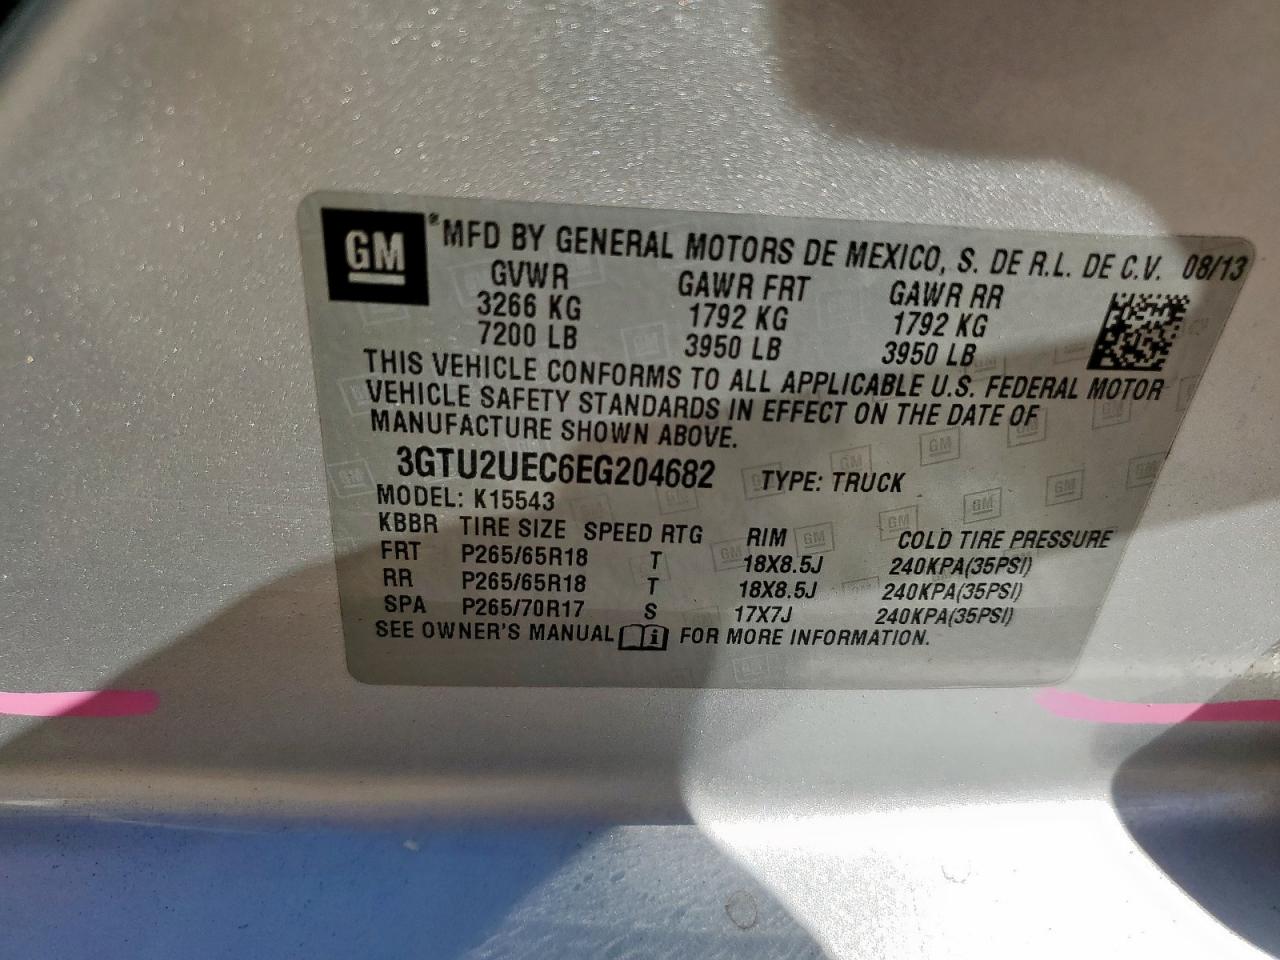 GM *MFD BY GENERAL MOTORS DE MEXICO, S. DE R.L. DE C.V. 08/13
GVWR GAWR FRT GAWR RR
3266 KG 1792 KG 1792 KG
7200 LB 3950 LB 3950 LB
THIS VEHICLE CONFORMS TO ALL APPLICABLE U.S. FEDERAL MOTOR
VEHICLE SAFETY STANDARDS IN EFFECT ON THE DATE OF
MANUFACTURE SHOWN ABOVE.
3GTU2UEC6EG204682 TYPE: TRUCK
MODEL: K15543
KBBR TIRE SIZE SPEED RTG RIM COLD TIRE PRESSURE
FRT P265/65R18 T 18X8.5J 240KPA(35PSI)
RR P265/65R18 T 18X8.5J 240KPA(35PSI)
SPA P265/70R17 S 17X7J 240KPA(35PSI)
SEE OWNER'S MANUAL FOR MORE INFORMATION.